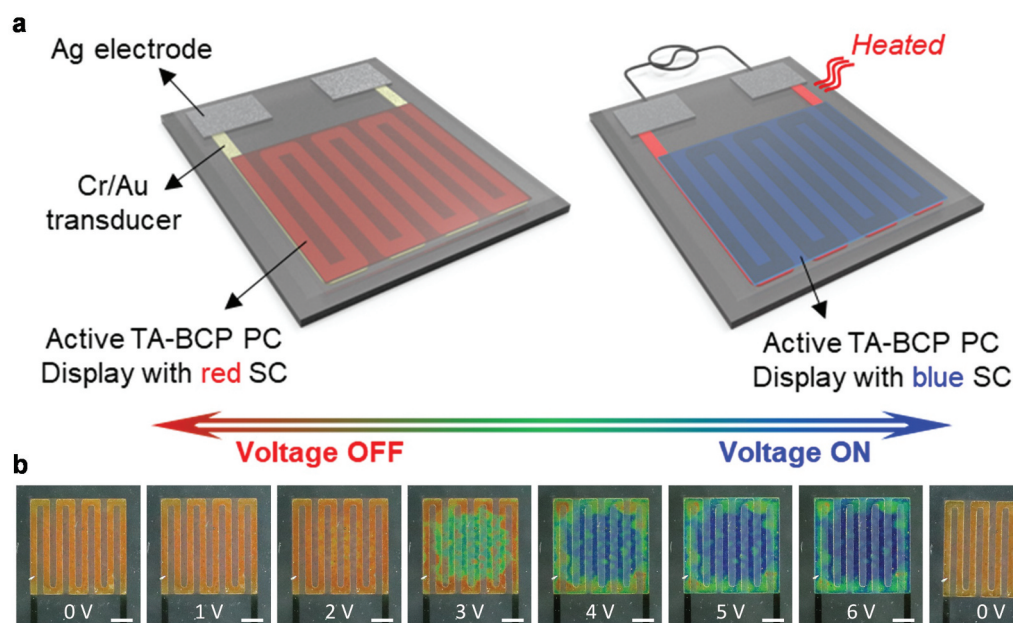 a
Ag electrode
Heated
Cr/Au
transducer
Active TA-BCP PC
Display with red SC
Active TA-BCP PC
Display with blue SC
Voltage OFF
Voltage ON
b
0 V
1 V
2 V
3 V
4 V
5 V
6 V
0 V